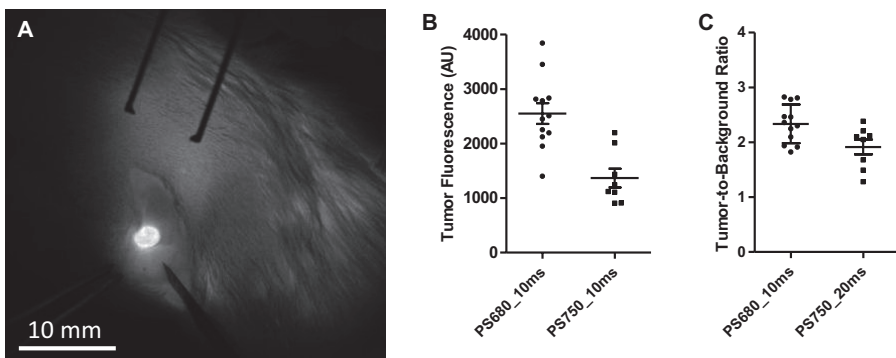 A
10 mm
B
Tumor Fluorescence (AU)
4000
3000
2000
1000
0
PS680_10ms
PS750_10ms
C
Tumor-to-Background Ratio
4
3
2
1
0
PS680_10ms
PS750_20ms